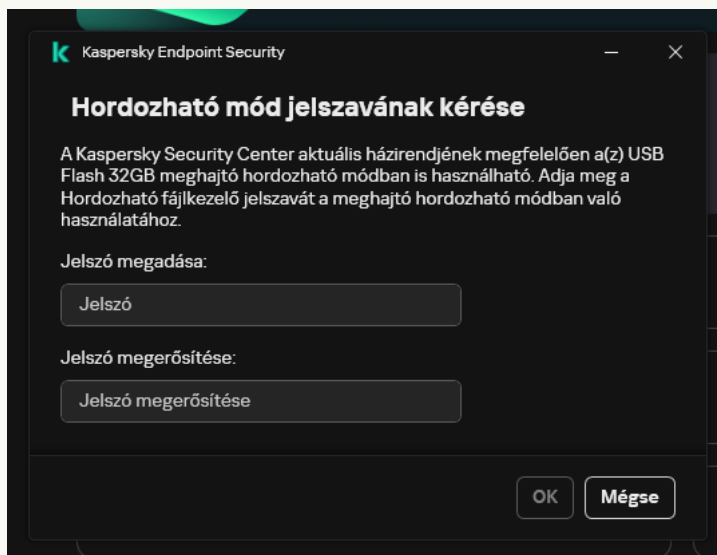 Kaspersky Endpoint Security
Hordozható mód jelszavának kérése
A Kaspersky Security Center aktuális házirendjének megfelelően a(z) USB
Flash 32GB meghajtó hordozható módban is használható. Adja meg a
Hordozható fájlkezelő jelszavát a meghajtó hordozható módban való
használatához.
Jelszó megadása:
Jelszó
Jelszó megerősítése:
Jelszó megerősítése
OK Mégse